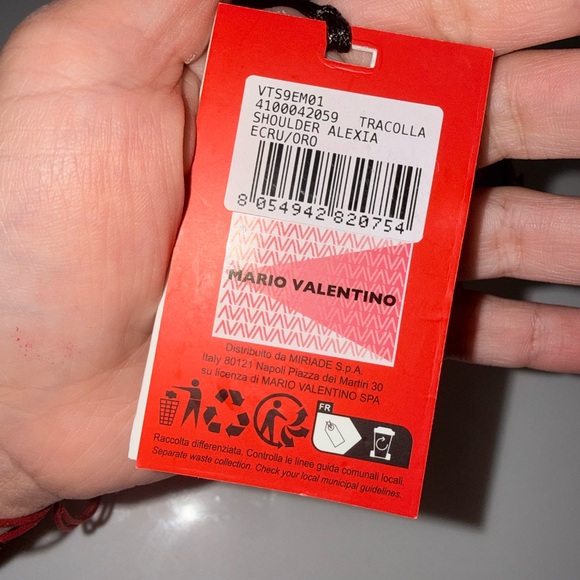 VTS9EM01
4100042059 TRACOLLA
SHOULDER ALEXIA
ECRU/ORO
8 054942 820754
MARIO VALENTINO
Distribuito da MIRIADE S.p.A.
Italy 80121 Napoli Piazza dei Martiri 30
su licenza di MARIO VALENTINO SPA
FR
Raccolta differenziata, Controlla le linee guida comunali locali.
Separate waste collection. Check your local municipal guidelines.